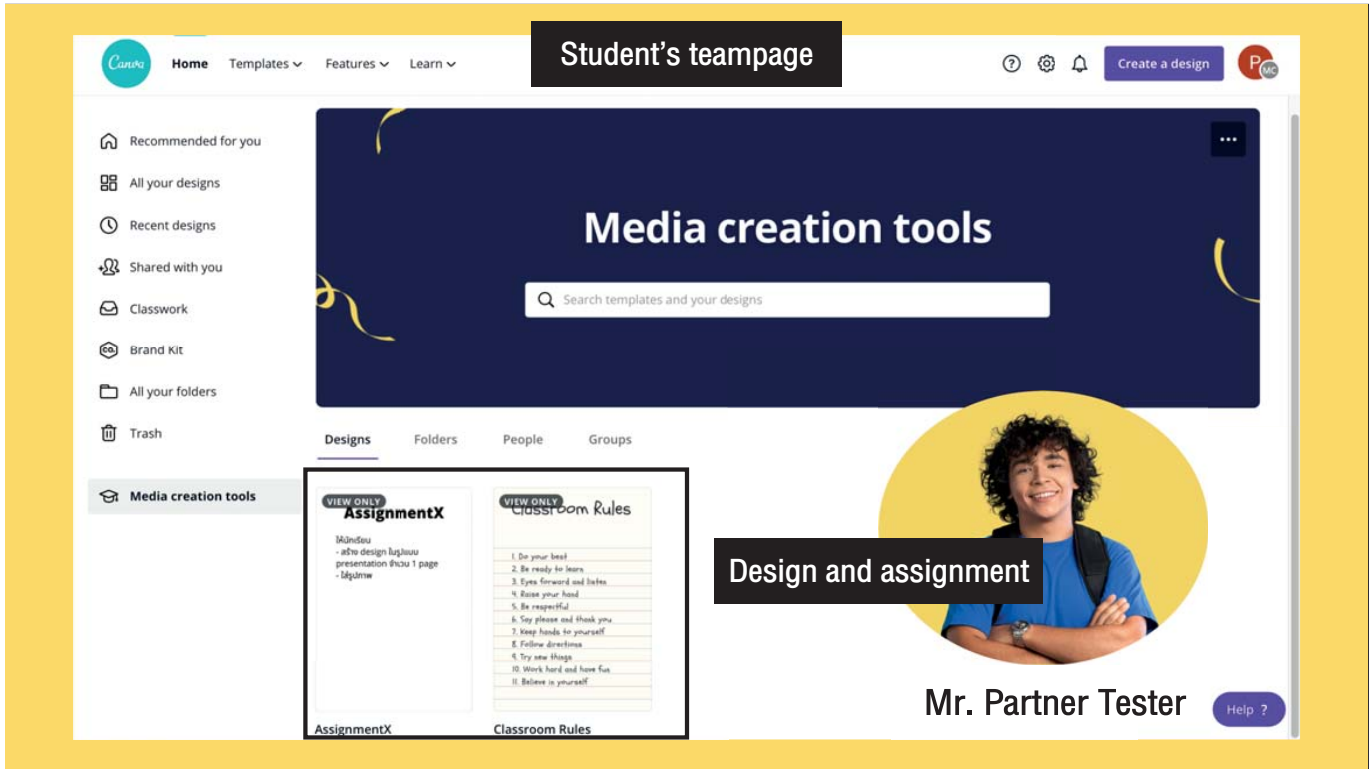 Student's teampage
Canva
Home Templates Features Learn
Create a design
P MC
Recommended for you
All your designs
Recent designs
Shared with you
Classwork
CO. Brand Kit
All your folders
Trash
Media creation tools
Media creation tools
Search templates and your designs
Designs Folders People Groups
VIEW ONLY
AssignmentX
ให้นักเรียน
- สร้าง design ในรูปแบบ
presentation จำนวน 1 page
- ใส่รูปภาพ
AssignmentX
VIEW ONLY
Classroom Rules
1. Do your best
2. Be ready to learn
3. Eyes forward and listen
4. Raise your hand
5. Be respectful
6. Say please and thank you
7. Keep hands to yourself
8. Follow directions
9. Try new things
10. Work hard and have fun
11. Believe in yourself
Classroom Rules
Design and assignment
Mr. Partner Tester
Help ?